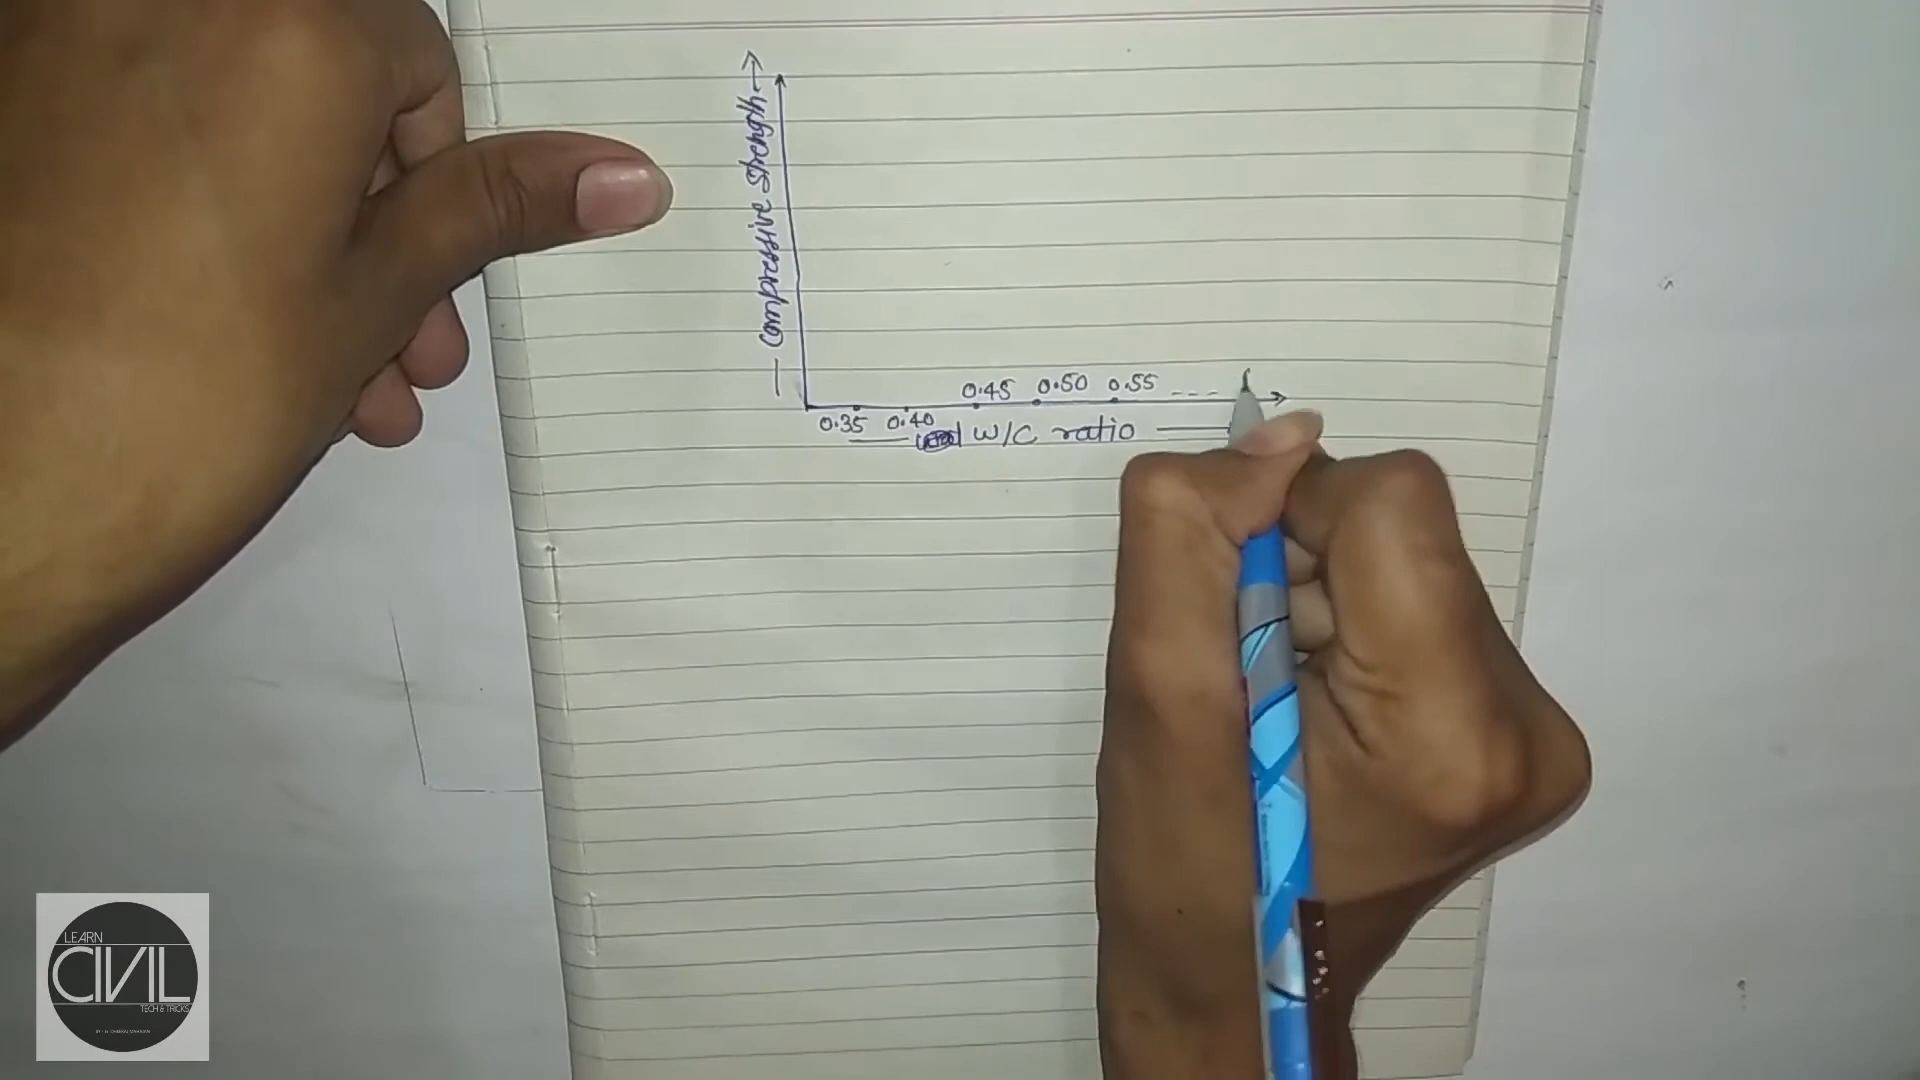 — Compressive Strength →
0.45 0.50 0.55 ---
0.35 0.40
W/C ratio
LEARN
CIVIL
TECH & TRICKS